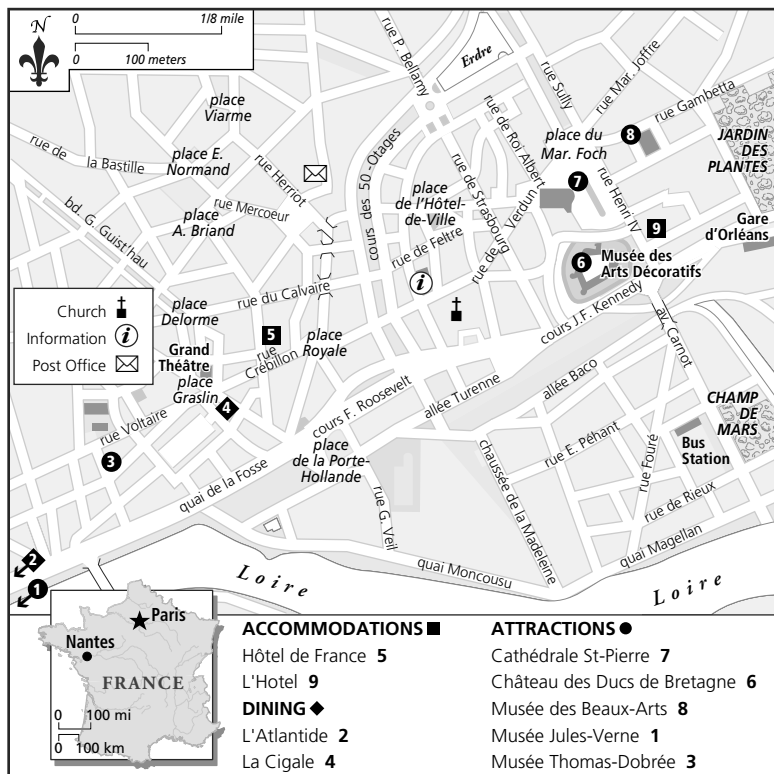 N
0 1/8 mile
0 100 meters
rue P. Bellamy
Erdre
rue Sully
rue Mar. Joffre
rue Gambetta
place
Viarme
rue de la Bastille
place E.
Normand
rue Herriot
cours des 50-Otages
rue de Strasbourg
rue de Roi Albert
place du
Mar. Foch
8
JARDIN
DES
PLANTES
bd. G. Guist'hau
place
A. Briand
rue Mercoeur
place
de l'Hôtel-
de-Ville
rue de Verdun
7
rue Henri IV
9
Gare
d'Orléans
rue de Feltre
6
Musée des
Arts Décoratifs
Church
Information i
Post Office
place
Delorme
rue du Calvaire
i
cours J.F. Kennedy
Grand
Théâtre
5
rue
Crébillon
place
Royale
av. Carnot
place
Graslin
4
cours F. Roosevelt
allée Turenne
allée Baco
CHAMP
DE
MARS
rue Voltaire
3
place
de la Porte-
Hollande
rue E. Péhant
rue Fouré
Bus
Station
quai de la Fosse
rue G. Veil
chaussée de la Madeleine
rue de Rieux
quai Magellan
quai Moncousu
2
1
Loire
Loire
Paris
Nantes
FRANCE
0 100 mi
0 100 km
ACCOMMODATIONS
Hôtel de France 5
L'Hotel 9
DINING
L'Atlantide 2
La Cigale 4
ATTRACTIONS
Cathédrale St-Pierre 7
Château des Ducs de Bretagne 6
Musée des Beaux-Arts 8
Musée Jules-Verne 1
Musée Thomas-Dobrée 3